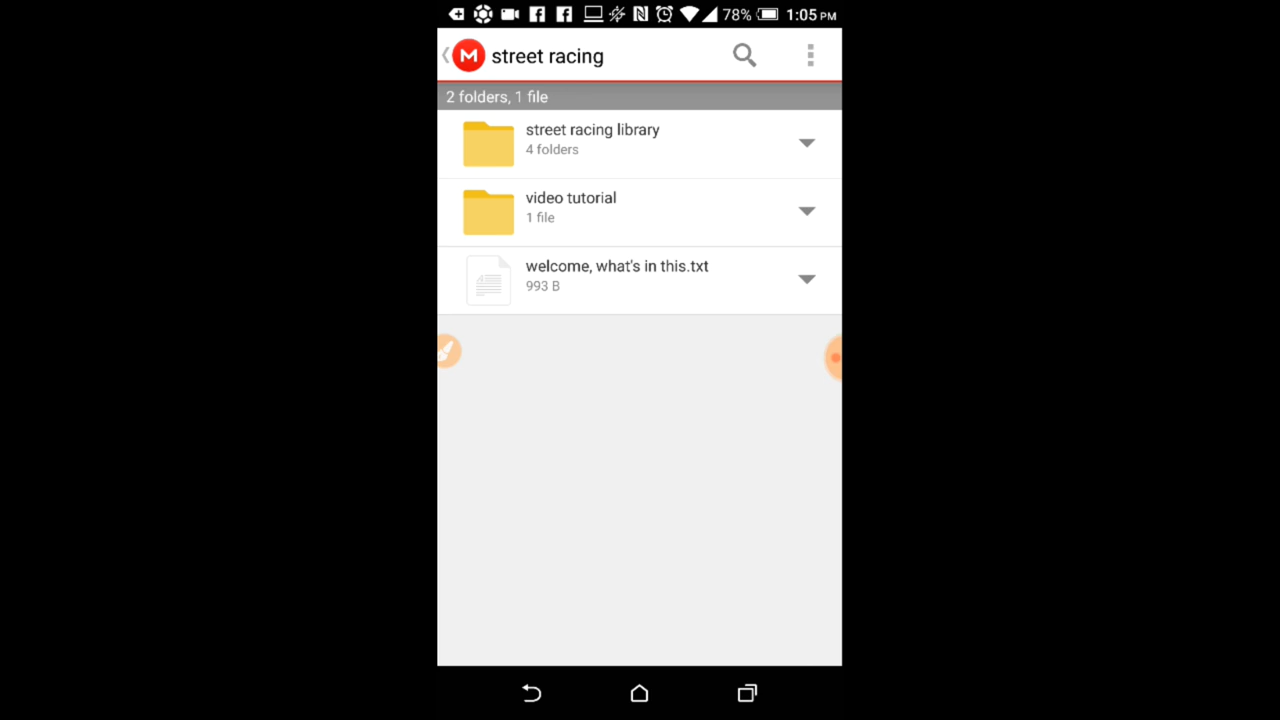 78% 1:05 PM
M street racing
2 folders, 1 file
street racing library
4 folders
video tutorial
1 file
welcome, what's in this.txt
993 B